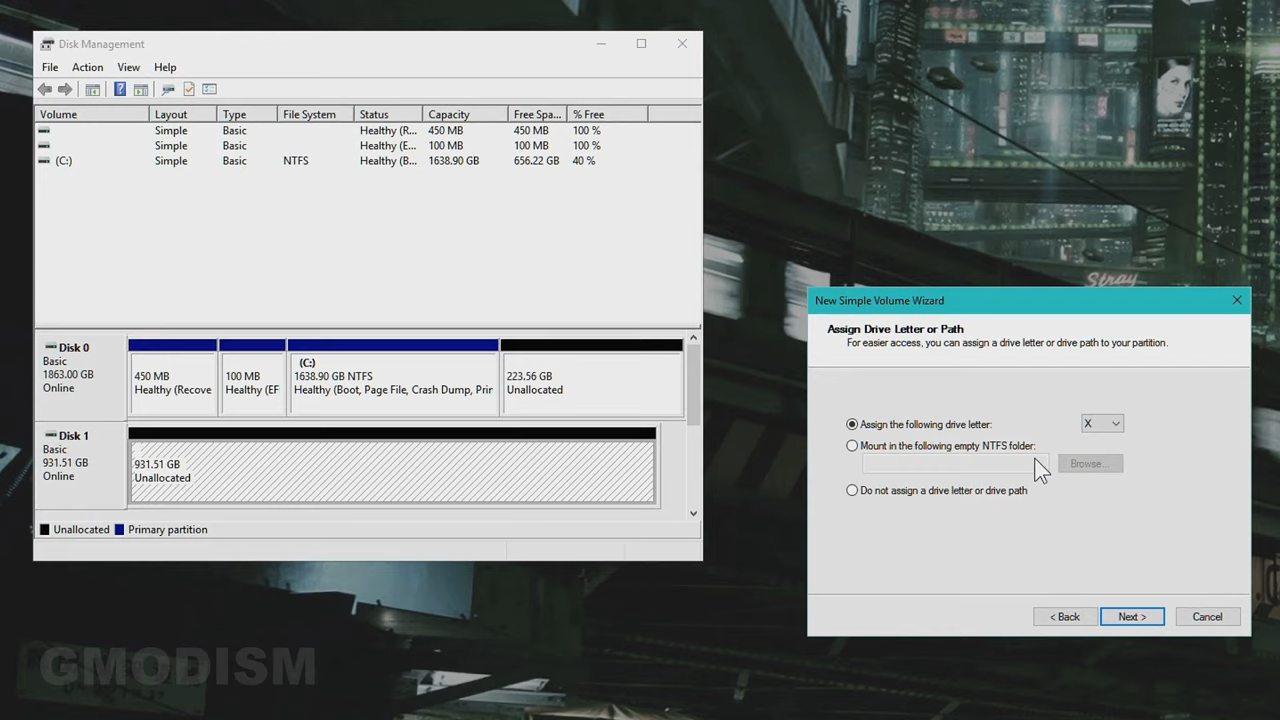 Disk Management
File Action View Help
Volume Layout Type File System Status Capacity Free Spa... % Free
Simple Basic Healthy (R... 450 MB 450 MB 100 %
Simple Basic Healthy (E... 100 MB 100 MB 100 %
(C:) Simple Basic NTFS Healthy (B... 1638.90 GB 656.22 GB 40 %
Disk 0
Basic
1863.00 GB
Online
450 MB
Healthy (Recove
100 MB
Healthy (EF
(C:)
1638.90 GB NTFS
Healthy (Boot, Page File, Crash Dump, Prir
223.56 GB
Unallocated
Disk 1
Basic
931.51 GB
Online
931.51 GB
Unallocated
Unallocated Primary partition
Stray
New Simple Volume Wizard
Assign Drive Letter or Path
For easier access, you can assign a drive letter or drive path to your partition.
Assign the following drive letter: X
Mount in the following empty NTFS folder:
Browse...
Do not assign a drive letter or drive path
< Back Next > Cancel
GMODISM